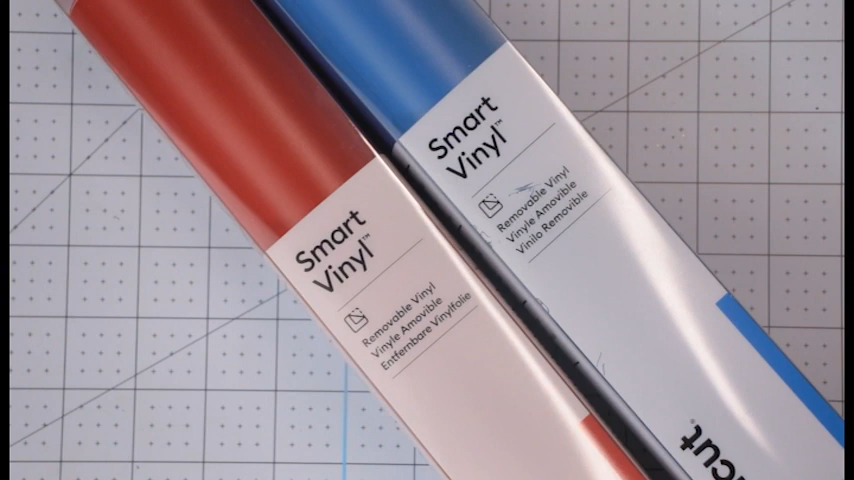 Smart
Vinyl™
Removable Vinyl
Vinyle Amovible
Entfernbare Vinylfolie
Smart
Vinyl™
Removable Vinyl
Vinyle Amovible
Vinilo Removible